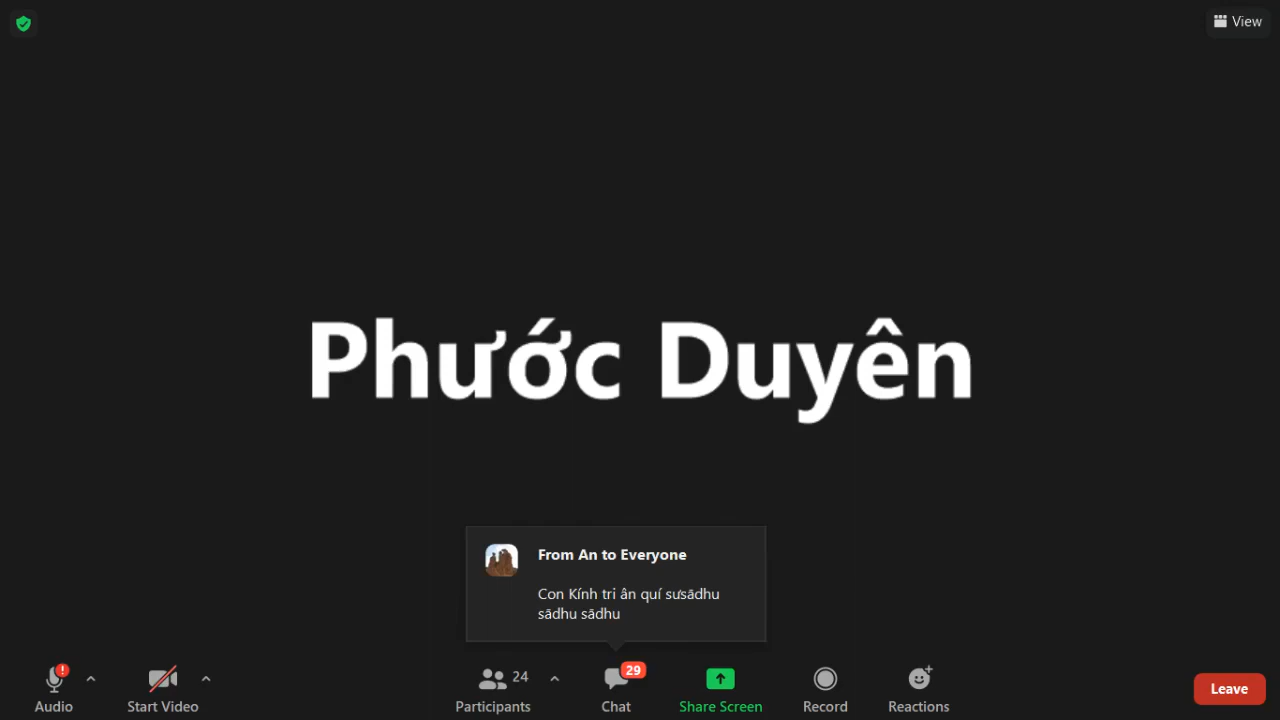 View
Phước Duyên
From An to Everyone
Con Kính tri ân quí sưsādhu
sādhu sādhu
Audio
Start Video
24
Participants
29
Chat
Share Screen
Record
Reactions
Leave